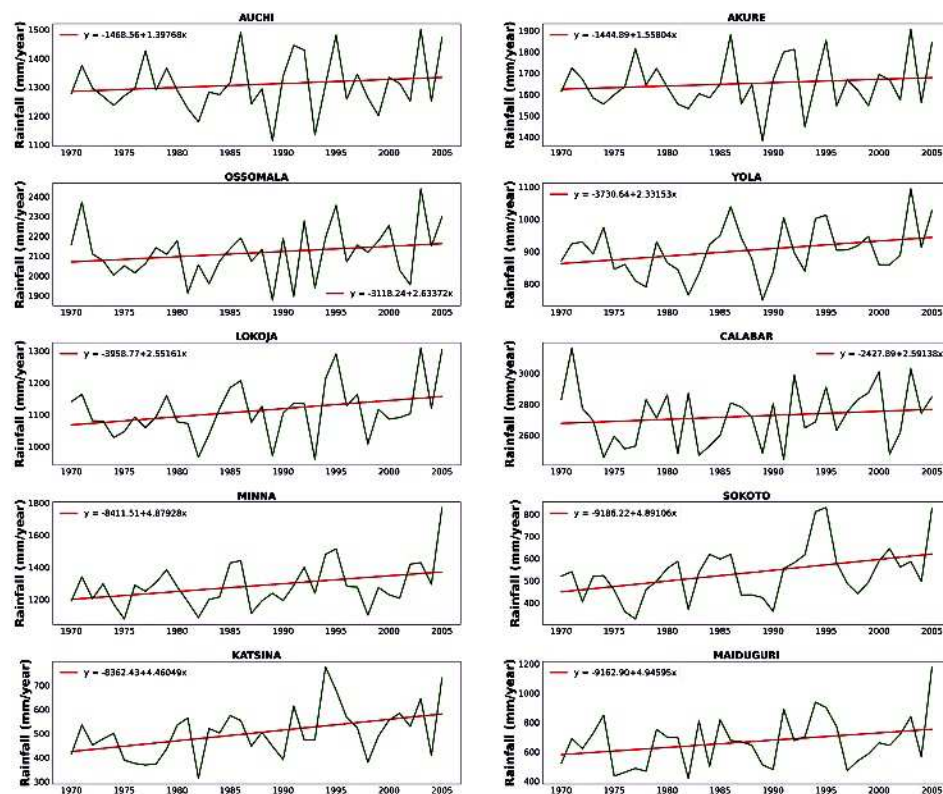 AUCHI
Rainfall (mm/year)
1500
1400
1300
1200
1100
y = -1468.56+1.39768x
1970 1975 1980 1985 1990 1995 2000 2005
AKURE
Rainfall (mm/year)
1900
1800
1700
1600
1500
1400
y = -1444.89+1.55804x
1970 1975 1980 1985 1990 1995 2000 2005
OSSOMALA
Rainfall (mm/year)
2400
2300
2200
2100
2000
1900
y = -3118.24+2.63372x
1970 1975 1980 1985 1990 1995 2000 2005
YOLA
Rainfall (mm/year)
1100
1000
900
800
y = -3730.64+2.33153x
1970 1975 1980 1985 1990 1995 2000 2005
LOKOJA
Rainfall (mm/year)
1300
1200
1100
1000
y = -3958.77+2.55161x
1970 1975 1980 1985 1990 1995 2000 2005
CALABAR
Rainfall (mm/year)
3000
2800
2600
y = -2427.89+2.59138x
1970 1975 1980 1985 1990 1995 2000 2005
MINNA
Rainfall (mm/year)
1800
1600
1400
1200
y = -8411.51+4.87928x
1970 1975 1980 1985 1990 1995 2000 2005
SOKOTO
Rainfall (mm/year)
800
600
500
400
y = -9186.22+4.89106x
1970 1975 1980 1985 1990 1995 2000 2005
KATSINA
Rainfall (mm/year)
700
600
500
400
300
y = -8362.43+4.46049x
1970 1975 1980 1985 1990 1995 2000 2005
MAIDUGURI
Rainfall (mm/year)
1200
1000
800
600
400
y = -9162.90+4.94595x
1970 1975 1980 1985 1990 1995 2000 2005